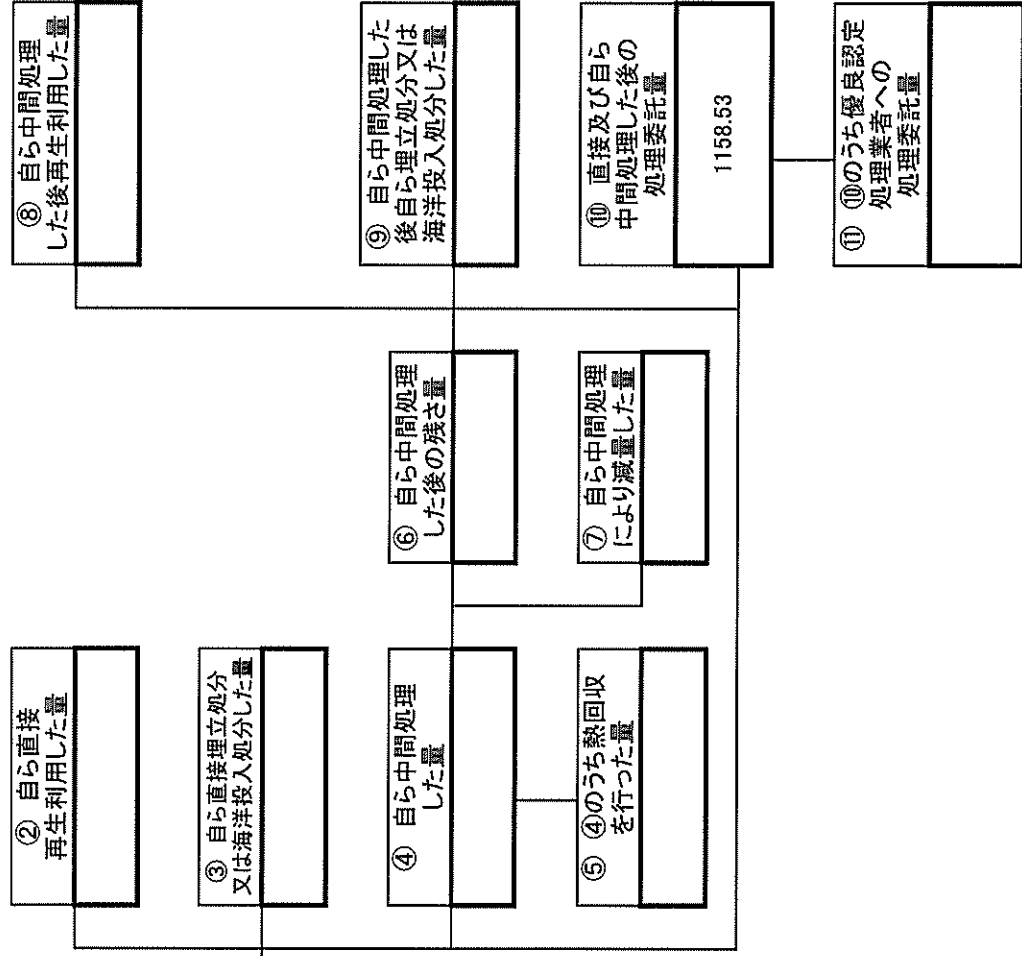 ② 自ら直接
再生利用した量
③ 自ら直接埋立処分
又は海洋投入処分した量
④ 自ら中間処理
した量
⑤ ④のうち熱回収
を行った量
⑥ 自ら中間処理
した後の残さ量
⑦ 自ら中間処理
により減量した量
⑧ 自ら中間処理
した後再生利用した量
⑨ 自ら中間処理した
後自ら埋立処分又は
海洋投入処分した量
⑩ 直接及び自ら
中間処理した後の
処理委託量
1158.53
⑪ ⑩のうち優良認定
処理業者への
処理委託量